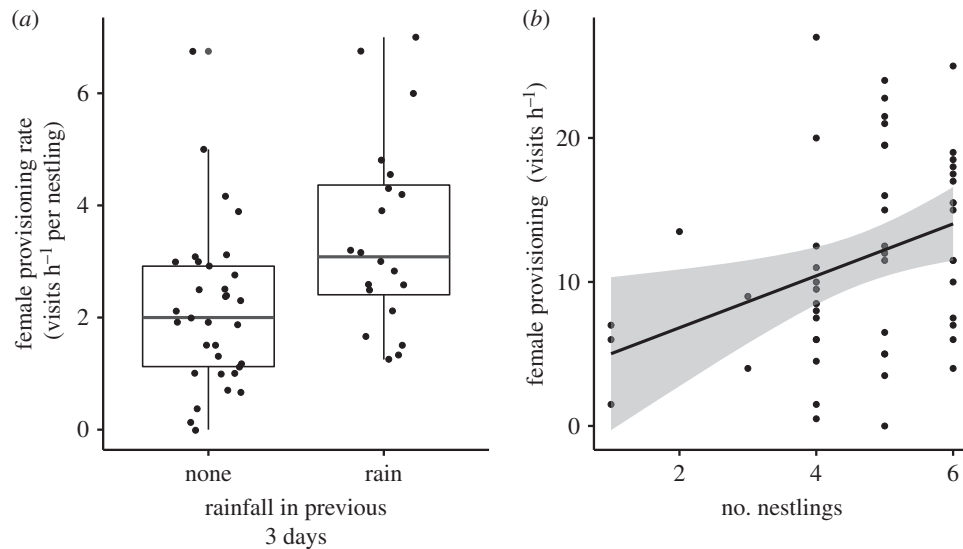 (a)
female provisioning rate
(visits h⁻¹ per nestling)
6
4
2
0
none rain
rainfall in previous
3 days
(b)
female provisioning (visits h⁻¹)
20
10
0
2 4 6
no. nestlings